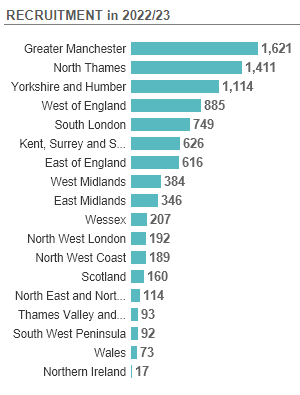 RECRUITMENT in 2022/23
Greater Manchester 1,621
North Thames 1,411
Yorkshire and Humber 1,114
West of England 885
South London 749
Kent, Surrey and S... 626
East of England 616
West Midlands 384
East Midlands 346
Wessex 207
North West London 192
North West Coast 189
Scotland 160
North East and Nort... 114
Thames Valley and... 93
South West Peninsula 92
Wales 73
Northern Ireland 17